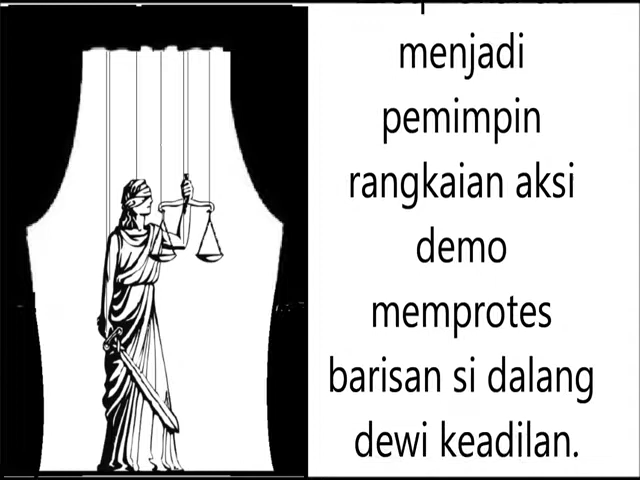 menjadi
pemimpin
rangkaian aksi
demo
memprotes
barisan si dalang
dewi keadilan.